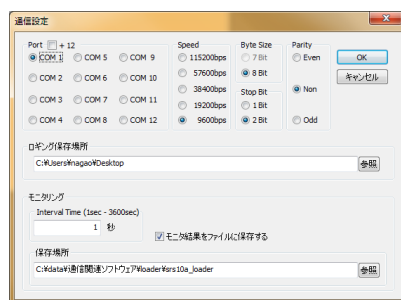 通信設定
Port + 12 Speed Byte Size Parity
COM 1 COM 5 COM 9 115200bps 7 Bit Even OK
COM 2 COM 6 COM 10 57600bps 8 Bit キャンセル
COM 3 COM 7 COM 11 38400bps Stop Bit Non
19200bps 1 Bit
COM 4 COM 8 COM 12 9600bps 2 Bit Odd
ロギング保存場所
C:¥Users¥nagao¥Desktop 参照
モニタリング
Interval Time (1sec - 3600sec)
1 秒 モニタ結果をファイルに保存する
保存場所
C:¥data¥通信関連ソフトウェア¥loader¥srs10a_loader 参照